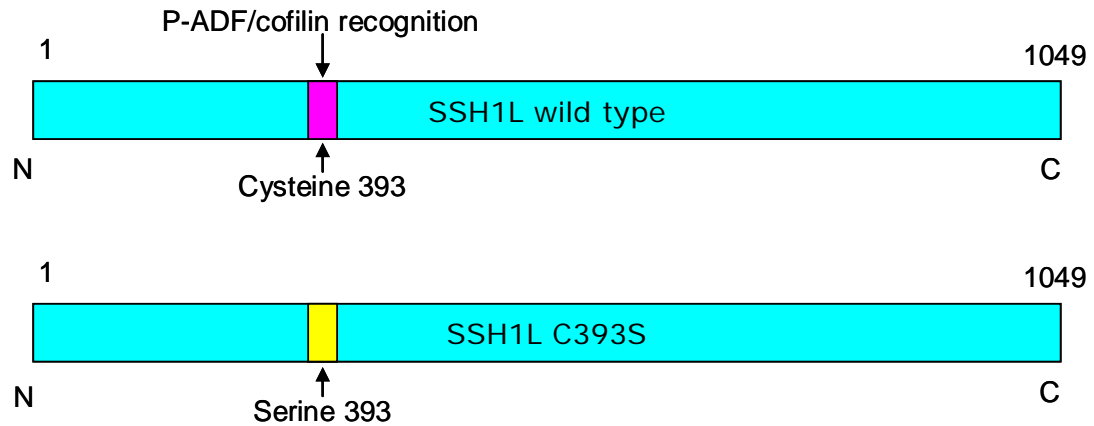 P-ADF/cofilin recognition
1
1049
SSH1L wild type
N
C
Cysteine 393
1
1049
SSH1L C393S
N
C
Serine 393